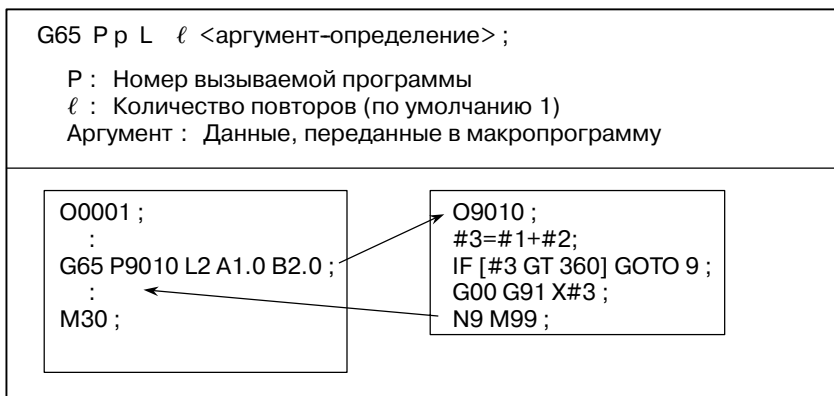 G65 P p L ℓ <аргумент-определение> ;
P : Номер вызываемой программы
ℓ : Количество повторов (по умолчанию 1)
Аргумент : Данные, переданные в макропрограмму
O0001 ;
:
G65 P9010 L2 A1.0 B2.0 ;
:
M30 ;
O9010 ;
#3=#1+#2;
IF [#3 GT 360] GOTO 9 ;
G00 G91 X#3 ;
N9 M99 ;